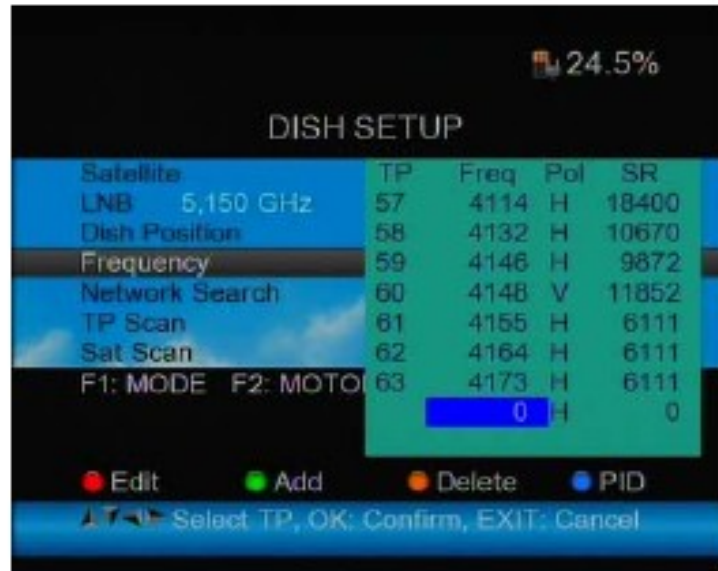 24.5%
DISH SETUP
Satellite TP Freq Pol SR
LNB 5,150 GHz 57 4114 H 18400
Dish Position 58 4132 H 10670
Frequency 59 4146 H 9872
Network Search 60 4148 V 11852
TP Scan 61 4155 H 6111
Sat Scan 62 4164 H 6111
F1: MODE F2: MOTO 63 4173 H 6111
0 H 0
Edit Add Delete PID
Select TP, OK: Confirm, EXIT: Cancel